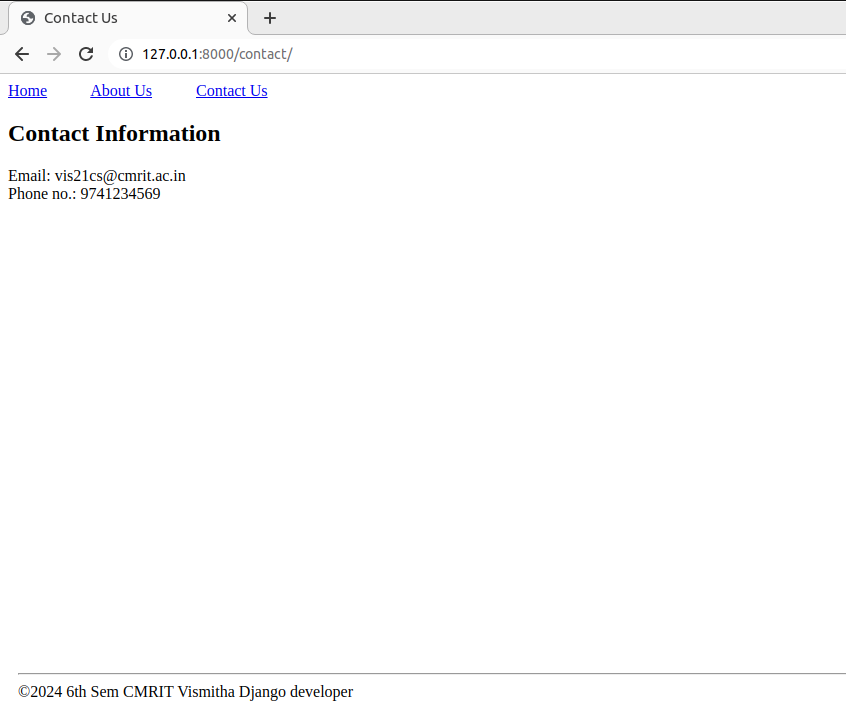 Contact Us
127.0.0.1:8000/contact/
Home About Us Contact Us
Contact Information
Email: vis21cs@cmrit.ac.in
Phone no.: 9741234569
©2024 6th Sem CMRIT Vismitha Django developer